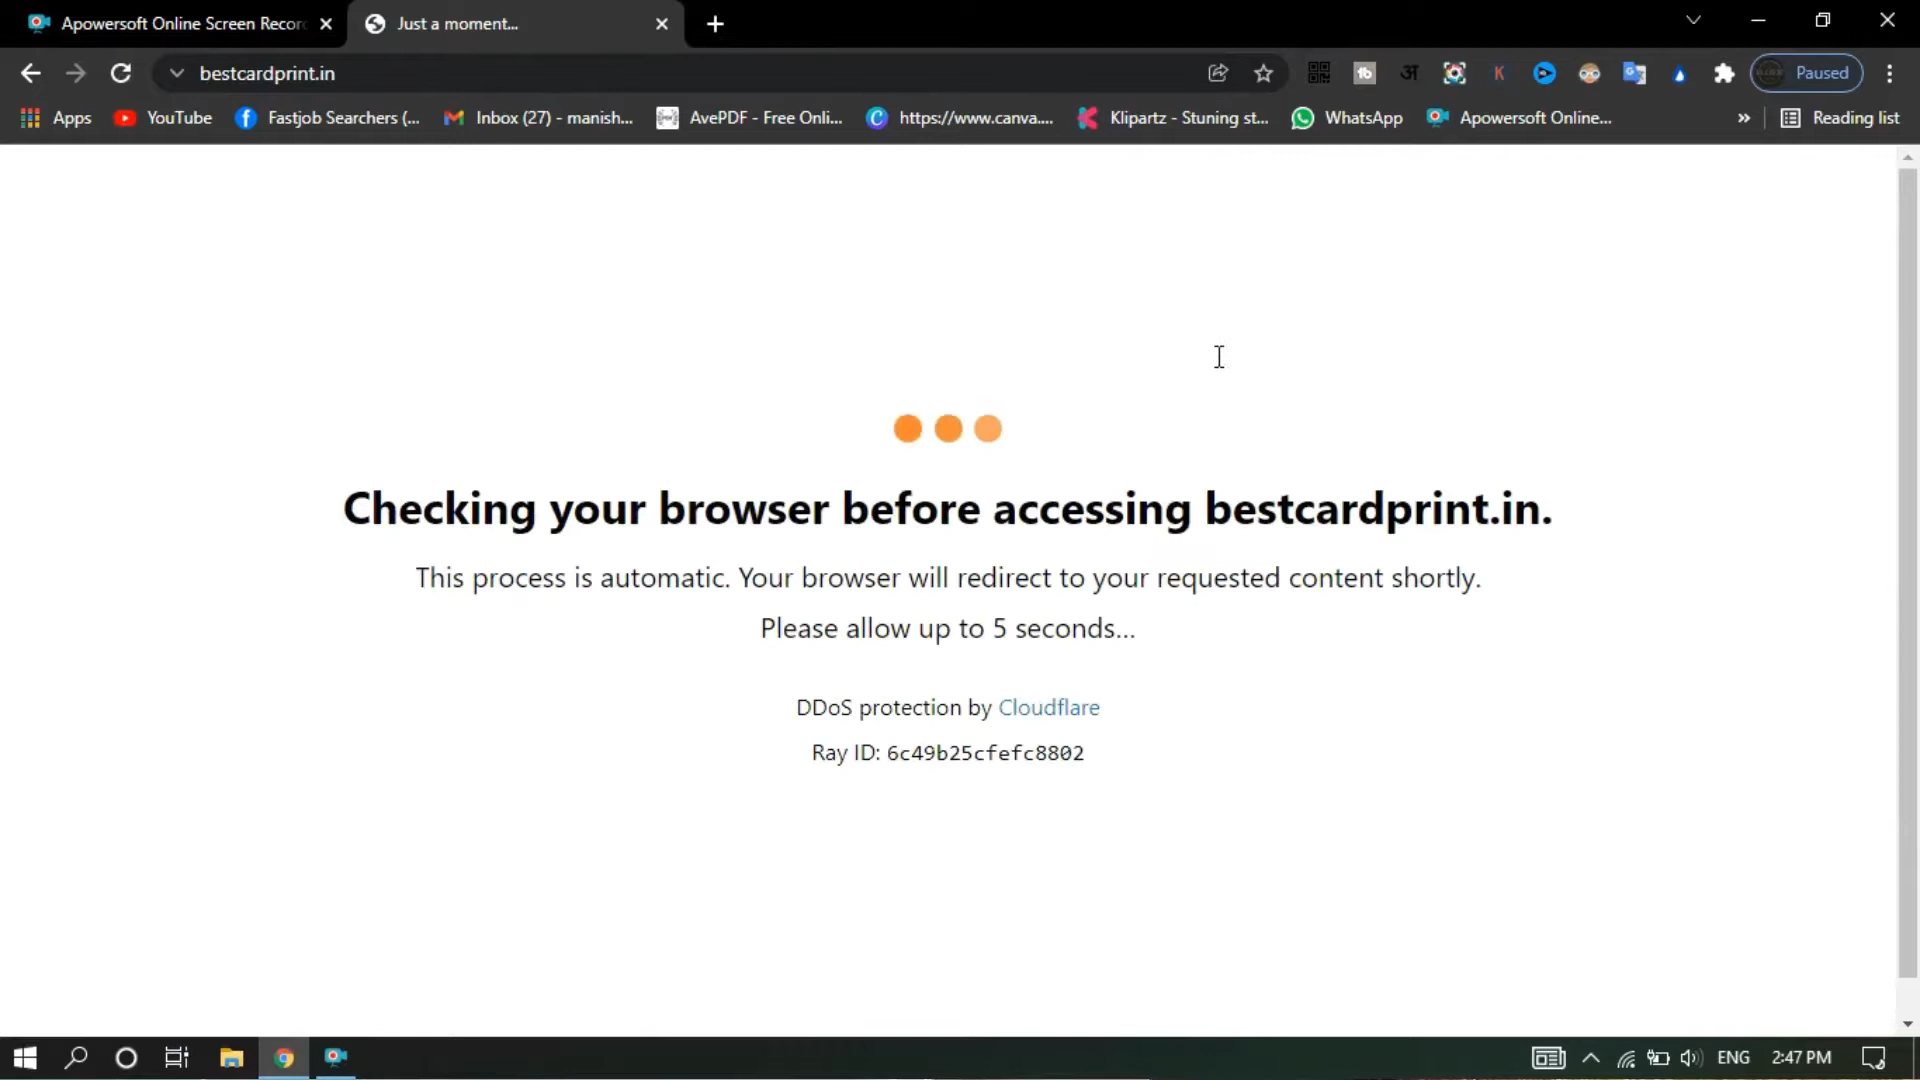 Apowersoft Online Screen Recor
Just a moment...
bestcardprint.in
Paused
Apps
YouTube
Fastjob Searchers (...
Inbox (27) - manish...
AvePDF - Free Onli...
https://www.canva....
Klipartz - Stuning st...
WhatsApp
Apowersoft Online...
»
Reading list
Checking your browser before accessing bestcardprint.in.
This process is automatic. Your browser will redirect to your requested content shortly.
Please allow up to 5 seconds...
DDoS protection by Cloudflare
Ray ID: 6c49b25cfefc8802
ENG
2:47 PM